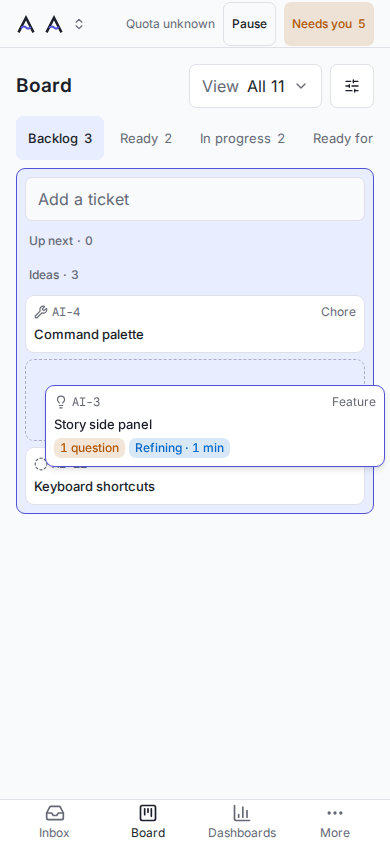 Quota unknown
Pause
Needs you 5
Board
View All 11
Backlog 3
Ready 2
In progress 2
Ready for
Add a ticket
Up next · 0
Ideas · 3
AI-4
Chore
Command palette
AI-3
Feature
Story side panel
1 question
Refining · 1 min
Keyboard shortcuts
Inbox
Board
Dashboards
More